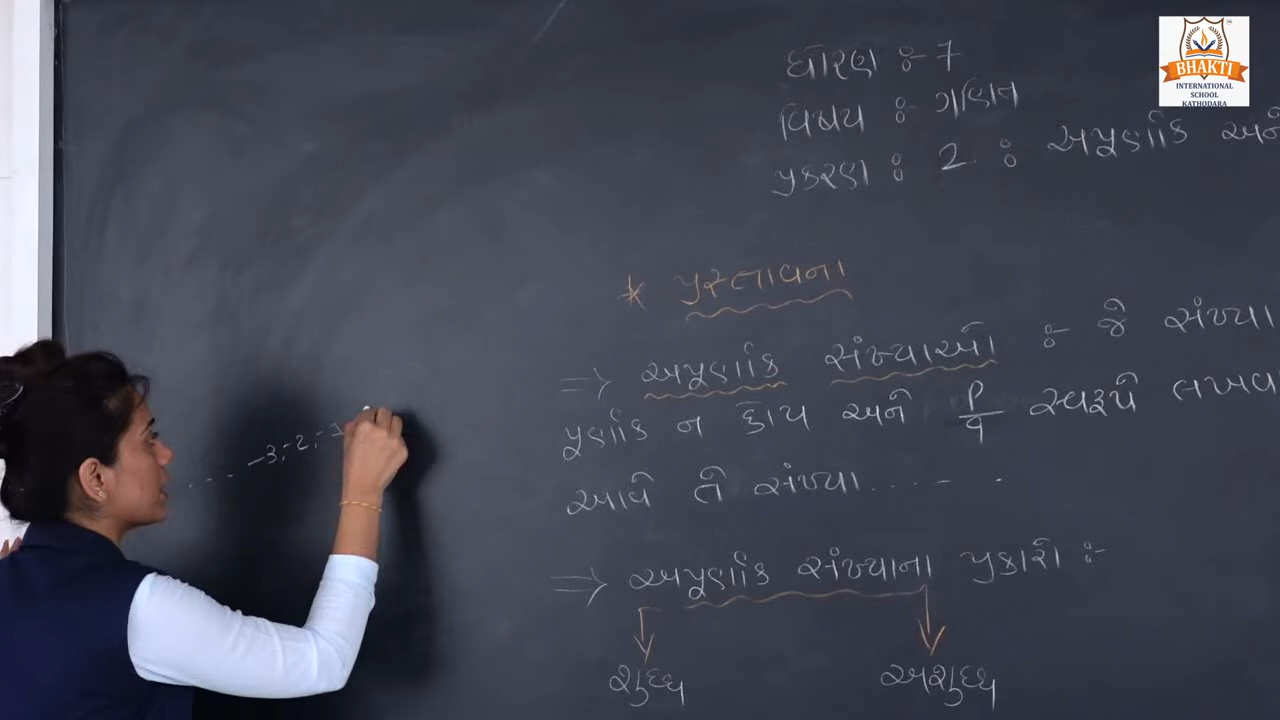 BHAKTI
INTERNATIONAL
SCHOOL
KATHODARA
ધોરણ :- 7
વિષય :- ગણિત
પ્રકરણ : 2 : અપૂર્ણાંક અને
* પ્રસ્તાવના
⇒ અપૂર્ણાંક સંખ્યાઓ :- જે સંખ્યા
પૂર્ણાંક ન હોય અને p/q સ્વરૂપે લખવા
આવે તે સંખ્યા.......
... -3, -2, -1
⇒ અપૂર્ણાંક સંખ્યાના પ્રકારો :-
શુધ્ધ અશુધ્ધ